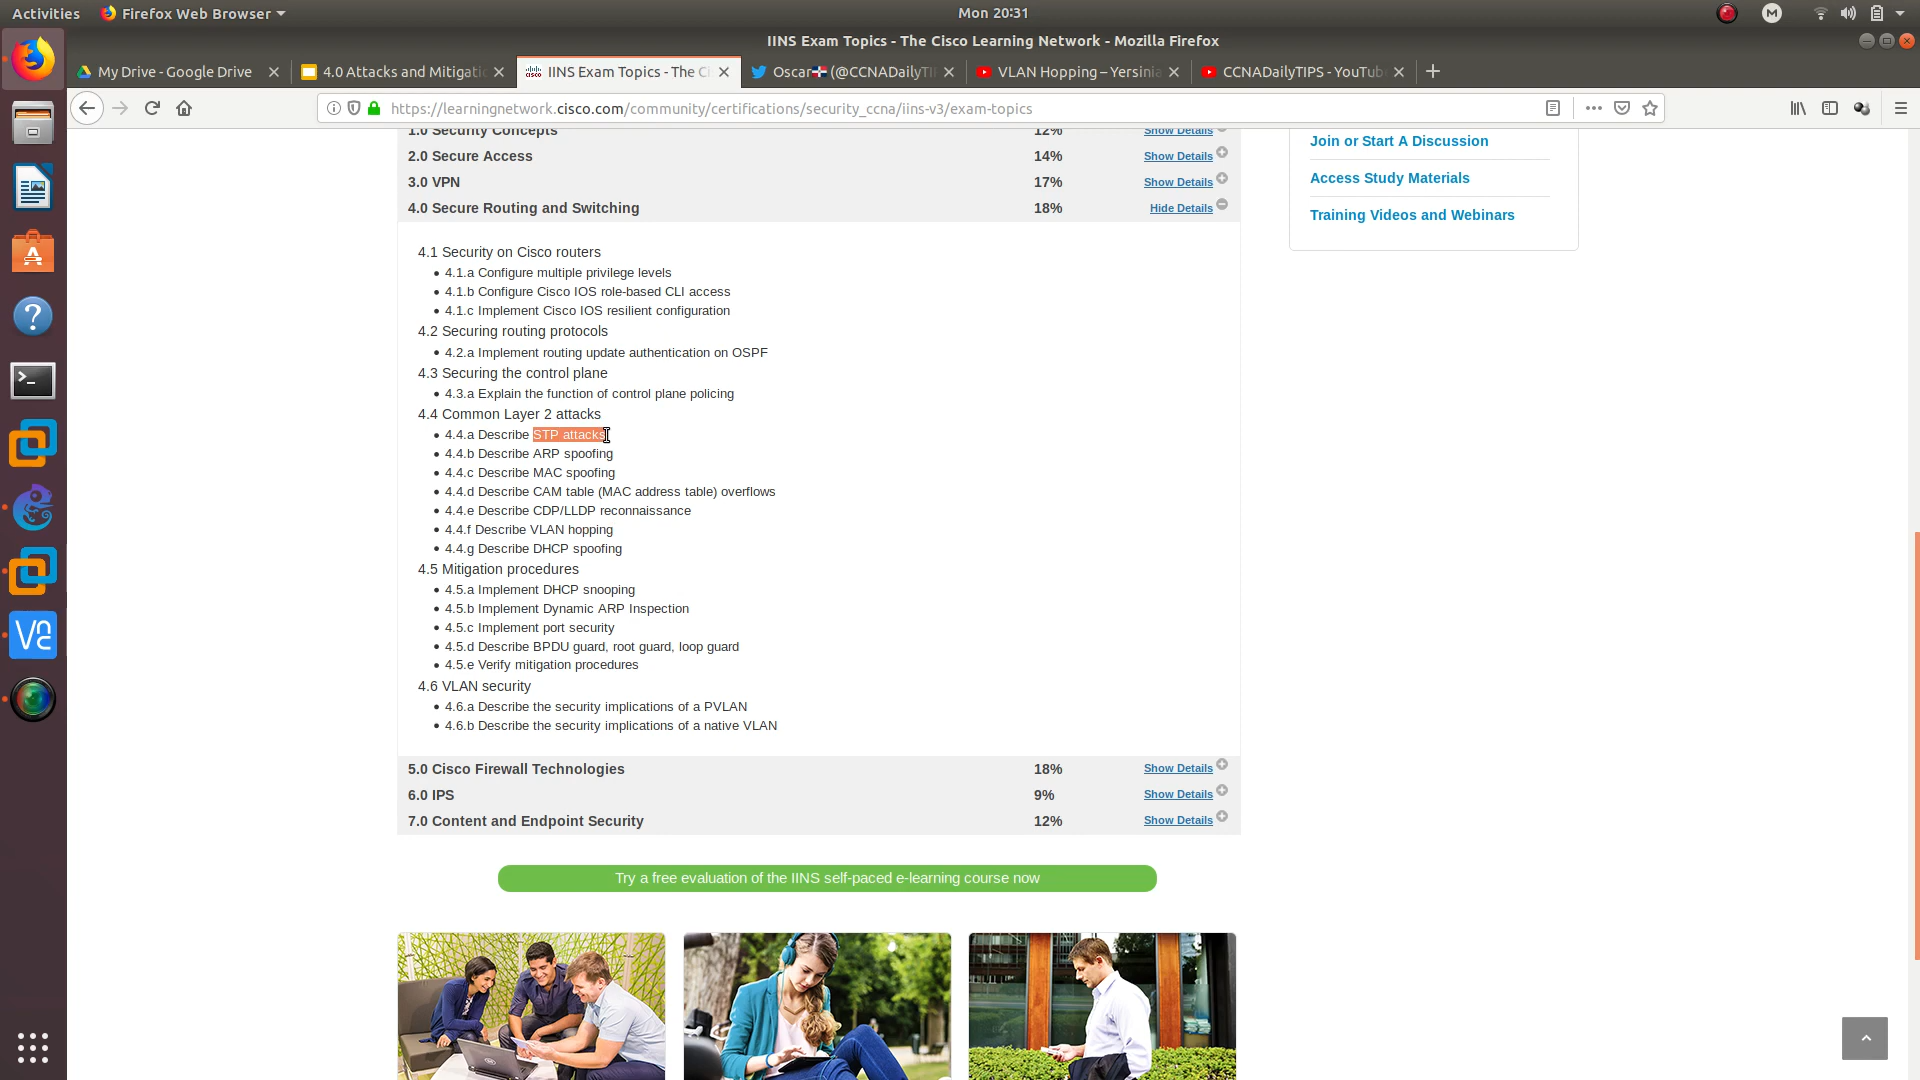 Activities Firefox Web Browser Mon 20:31
IINS Exam Topics - The Cisco Learning Network - Mozilla Firefox
My Drive - Google Drive 4.0 Attacks and Mitigati IINS Exam Topics - The C Oscar (@CCNADailyTI VLAN Hopping – Yersinia CCNADailyTIPS - YouTub
https://learningnetwork.cisco.com/community/certifications/security_ccna/iins-v3/exam-topics
1.0 Security Concepts 12% Show Details
Join or Start A Discussion
2.0 Secure Access 14% Show Details
Access Study Materials
3.0 VPN 17% Show Details
4.0 Secure Routing and Switching 18% Hide Details
Training Videos and Webinars
4.1 Security on Cisco routers
• 4.1.a Configure multiple privilege levels
• 4.1.b Configure Cisco IOS role-based CLI access
• 4.1.c Implement Cisco IOS resilient configuration
4.2 Securing routing protocols
• 4.2.a Implement routing update authentication on OSPF
4.3 Securing the control plane
• 4.3.a Explain the function of control plane policing
4.4 Common Layer 2 attacks
• 4.4.a Describe STP attacks
• 4.4.b Describe ARP spoofing
• 4.4.c Describe MAC spoofing
• 4.4.d Describe CAM table (MAC address table) overflows
• 4.4.e Describe CDP/LLDP reconnaissance
• 4.4.f Describe VLAN hopping
• 4.4.g Describe DHCP spoofing
4.5 Mitigation procedures
• 4.5.a Implement DHCP snooping
• 4.5.b Implement Dynamic ARP Inspection
• 4.5.c Implement port security
• 4.5.d Describe BPDU guard, root guard, loop guard
• 4.5.e Verify mitigation procedures
4.6 VLAN security
• 4.6.a Describe the security implications of a PVLAN
• 4.6.b Describe the security implications of a native VLAN
5.0 Cisco Firewall Technologies 18% Show Details
6.0 IPS 9% Show Details
7.0 Content and Endpoint Security 12% Show Details
Try a free evaluation of the IINS self-paced e-learning course now